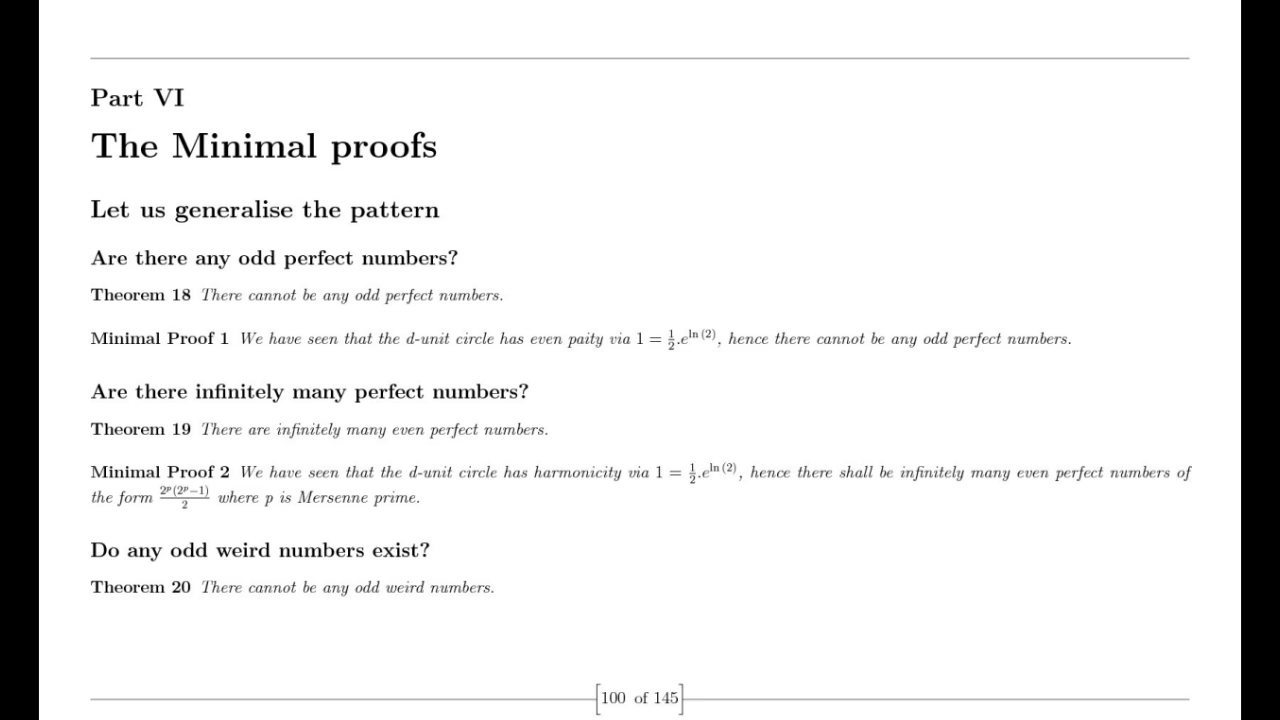 Part VI
The Minimal proofs
Let us generalise the pattern
Are there any odd perfect numbers?
Theorem 18 There cannot be any odd perfect numbers.
Minimal Proof 1 We have seen that the d-unit circle has even paity via 1 = \frac{1}{2}.e^{ln (2)}, hence there cannot be any odd perfect numbers.
Are there infinitely many perfect numbers?
Theorem 19 There are infinitely many even perfect numbers.
Minimal Proof 2 We have seen that the d-unit circle has harmonicity via 1 = \frac{1}{2}.e^{ln (2)}, hence there shall be infinitely many even perfect numbers of
the form \frac{2^p(2^p−1)}{2} where p is Mersenne prime.
Do any odd weird numbers exist?
Theorem 20 There cannot be any odd weird numbers.
[100 of 145]